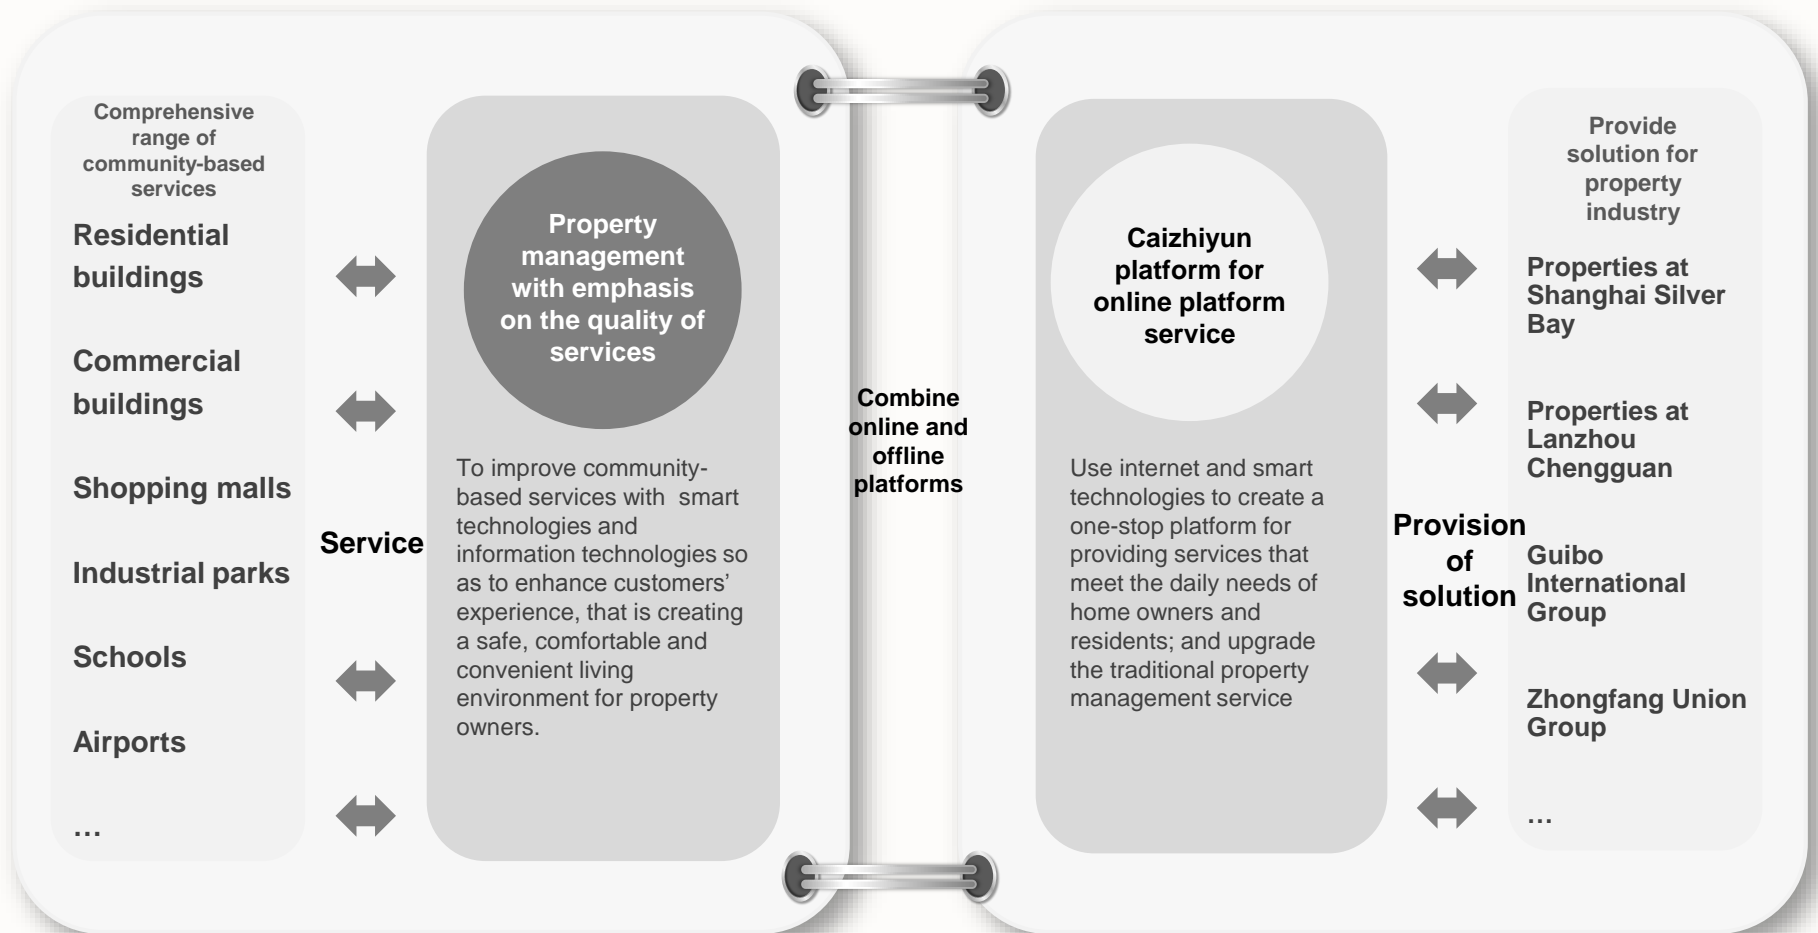 Comprehensive
range of
community-based
services
Residential
buildings
Commercial
buildings
Shopping malls
Industrial parks
Schools
Airports
…
Service
Property
management
with emphasis
on the quality of
services
To improve community-
based services with smart
technologies and
information technologies so
as to enhance customers’
experience, that is creating
a safe, comfortable and
convenient living
environment for property
owners.
Combine
online and
offline
platforms
Caizhiyun
platform for
online platform
service
Use internet and smart
technologies to create a
one-stop platform for
providing services that
meet the daily needs of
home owners and
residents; and upgrade
the traditional property
management service
Provision
of
solution
Provide
solution for
property
industry
Properties at
Shanghai Silver
Bay
Properties at
Lanzhou
Chengguan
Guibo
International
Group
Zhongfang Union
Group
…